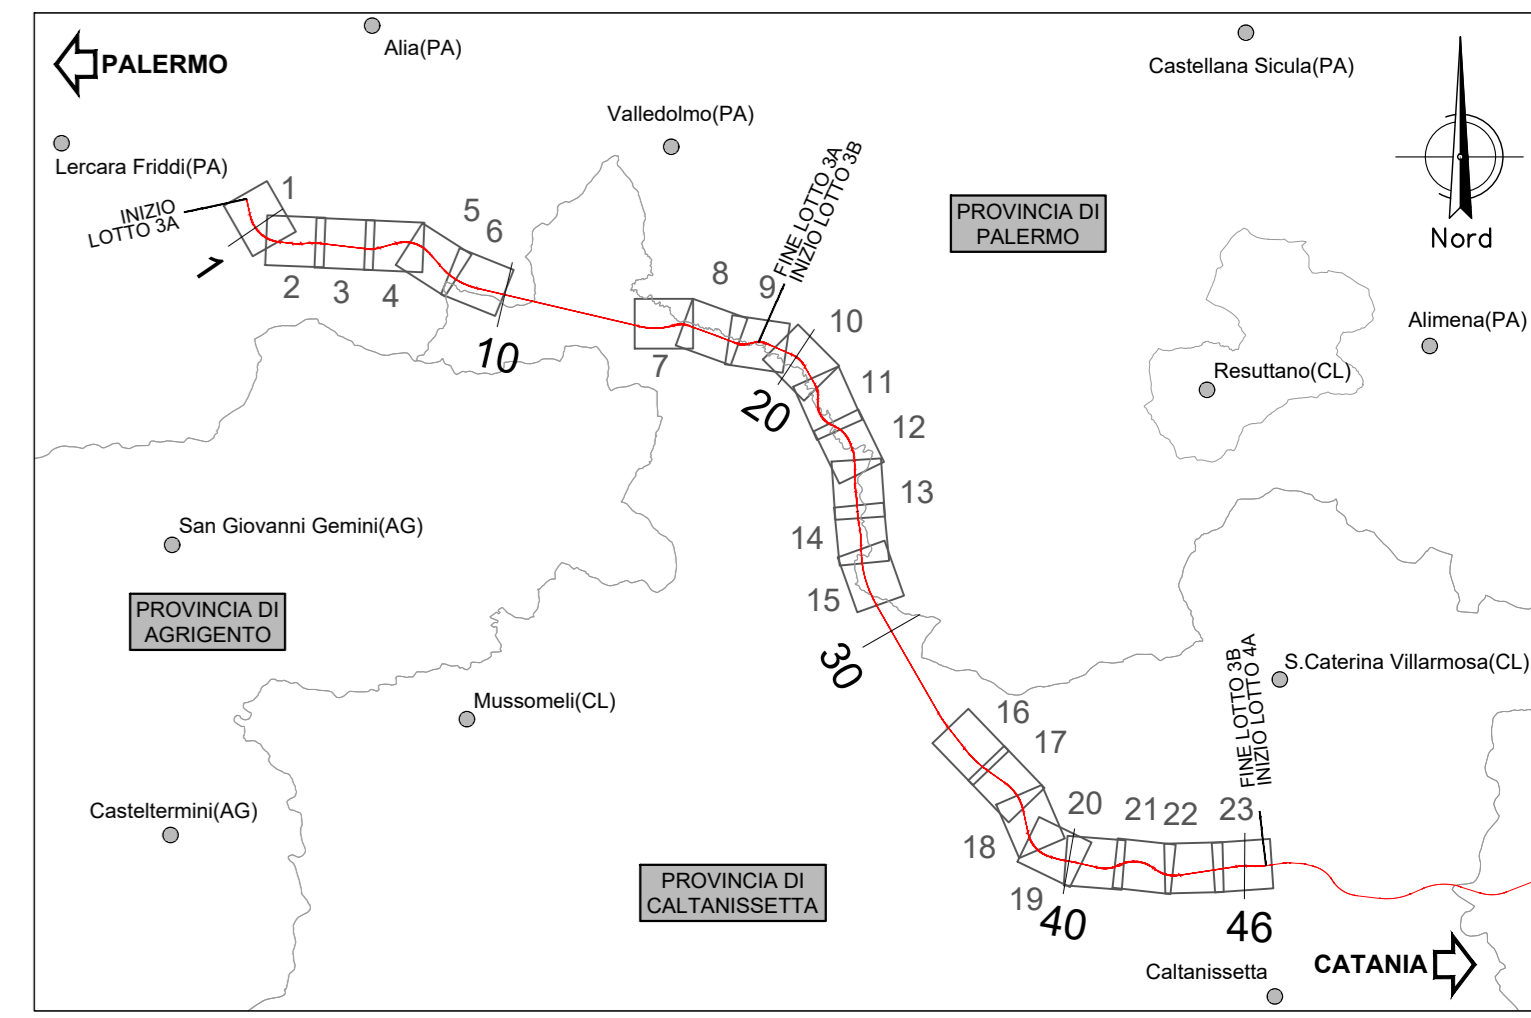 PALERMO
Alia(PA)
Castellana Sicula(PA)
Valledolmo(PA)
Lercara Friddi(PA)
INIZIO
LOTTO 3A
1
1
2
3
4
5
6
10
7
8
9
FINE LOTTO 3A
INIZIO LOTTO 3B
PROVINCIA DI
PALERMO
Nord
10
20
11
12
13
14
15
30
Alimena(PA)
Resuttano(CL)
San Giovanni Gemini(AG)
PROVINCIA DI
AGRIGENTO
Mussomeli(CL)
Casteltermini(AG)
FINE LOTTO 3B
INIZIO LOTTO 4A
S.Caterina Villarmosa(CL)
16
17
18
19
20
21
22
23
40
46
PROVINCIA DI
CALTANISSETTA
Caltanissetta
CATANIA